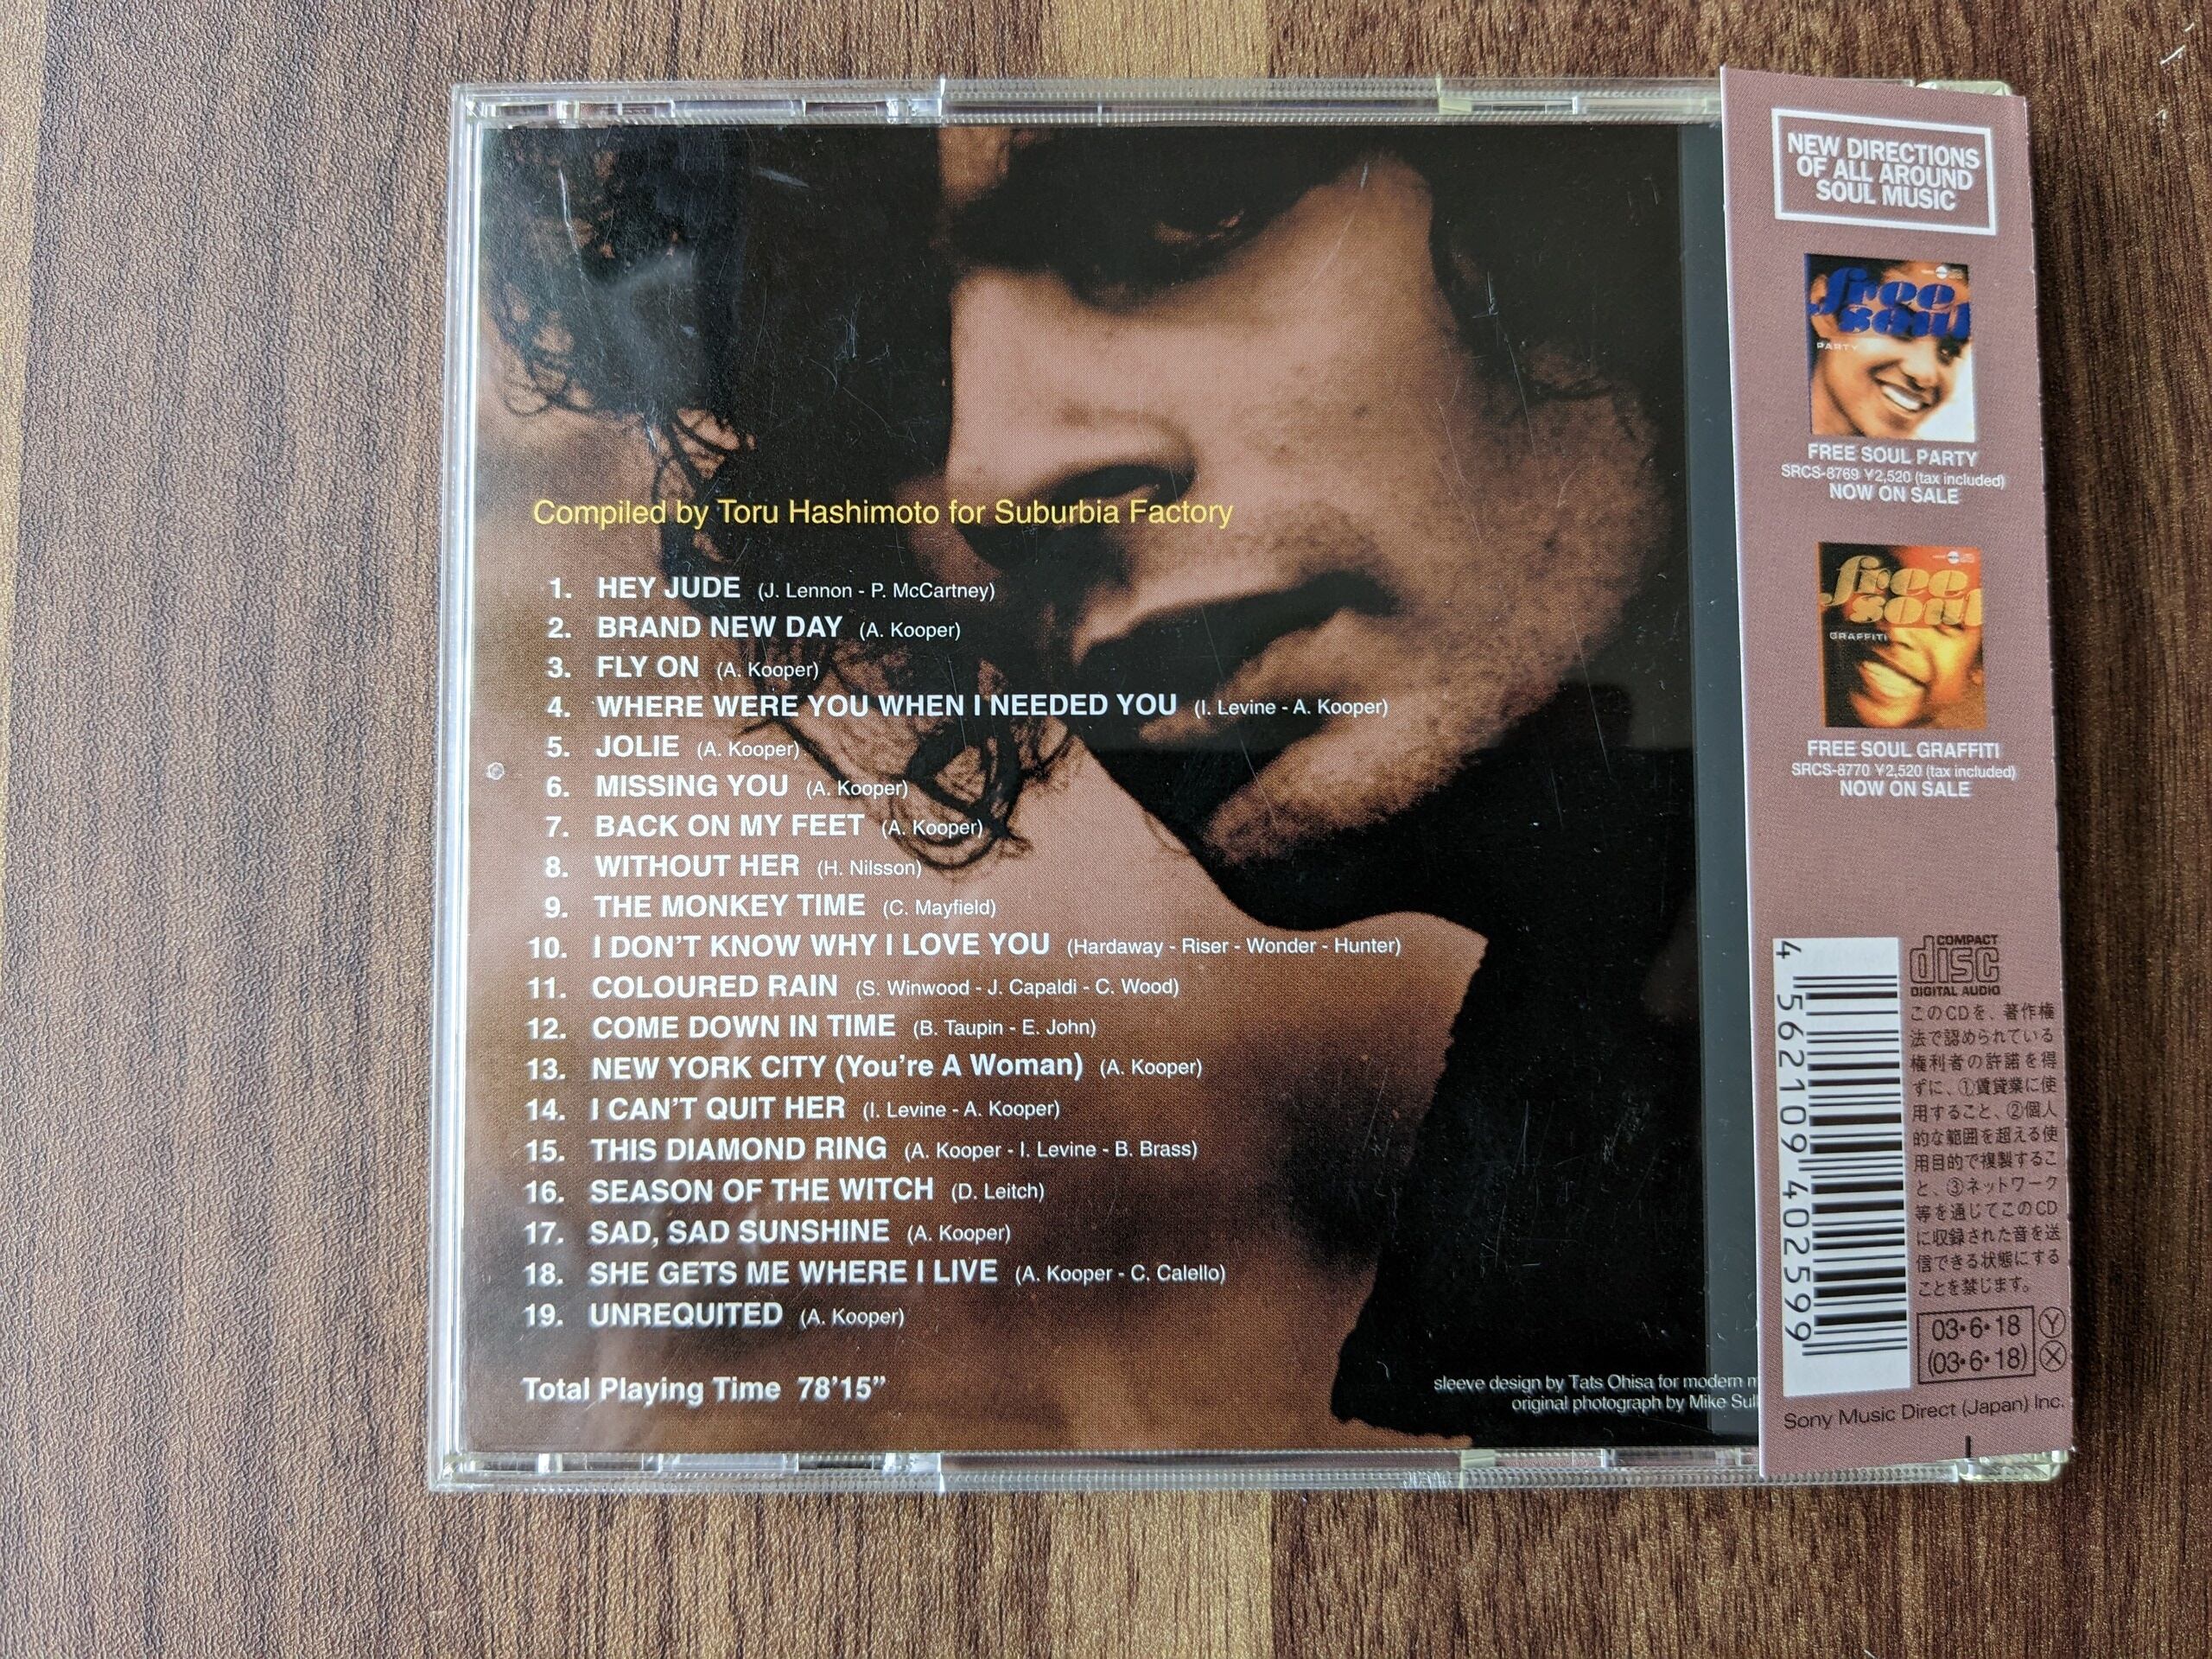 Compiled by Toru Hashimoto for Suburbia Factory
1. HEY JUDE (J. Lennon - P. McCartney)
2. BRAND NEW DAY (A. Kooper)
3. FLY ON (A. Kooper)
4. WHERE WERE YOU WHEN I NEEDED YOU (I. Levine - A. Kooper)
5. JOLIE (A. Kooper)
6. MISSING YOU (A. Kooper)
7. BACK ON MY FEET (A. Kooper)
8. WITHOUT HER (H. Nilsson)
9. THE MONKEY TIME (C. Mayfield)
10. I DON'T KNOW WHY I LOVE YOU (Hardaway - Riser - Wonder - Hunter)
11. COLOURED RAIN (S. Winwood - J. Capaldi - C. Wood)
12. COME DOWN IN TIME (B. Taupin - E. John)
13. NEW YORK CITY (You're A Woman) (A. Kooper)
14. I CAN'T QUIT HER (I. Levine - A. Kooper)
15. THIS DIAMOND RING (A. Kooper - I. Levine - B. Brass)
16. SEASON OF THE WITCH (D. Leitch)
17. SAD, SAD SUNSHINE (A. Kooper)
18. SHE GETS ME WHERE I LIVE (A. Kooper - C. Calello)
19. UNREQUITED (A. Kooper)
Total Playing Time 78'15"
sleeve design by Tats Ohisa for modern
original photograph by Mike
NEW DIRECTIONS
OF ALL AROUND
SOUL MUSIC
free
soul
PARTY
FREE SOUL PARTY
SRCS-8769 ¥2,520 (tax included)
NOW ON SALE
free
soul
GRAFFITI
FREE SOUL GRAFFITI
SRCS-8770 ¥2,520 (tax included)
NOW ON SALE
4 562109 402599
COMPACT
disc
DIGITAL AUDIO
このCDを、著作権
法で認められている
権利者の許諾を得
ずに、①賃貸業に使
用すること、②個人
的な範囲を超える使
用目的で複製するこ
と、③ネットワーク
等を通じてこのCD
に収録された音を送
信できる状態にする
ことを禁じます。
03・6・18 Ⓨ
(03・6・18) Ⓧ
Sony Music Direct (Japan) Inc.